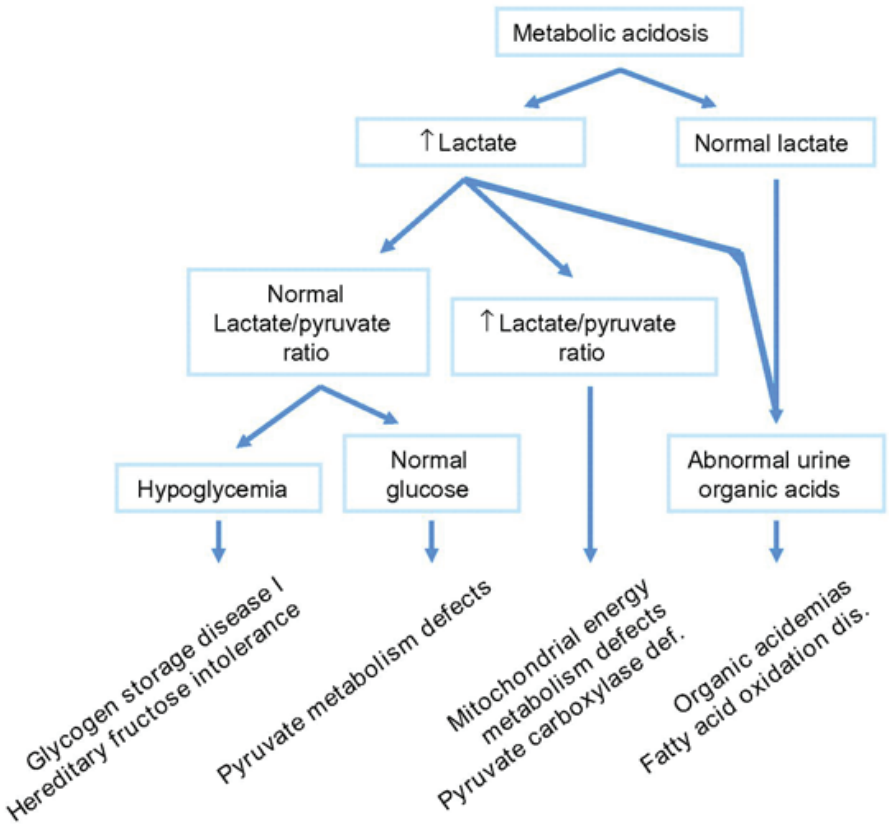 Metabolic acidosis
↑ Lactate
Normal lactate
Normal
Lactate/pyruvate
ratio
↑ Lactate/pyruvate
ratio
Hypoglycemia
Normal
glucose
Abnormal urine
organic acids
Glycogen storage disease I
Hereditary fructose intolerance
Pyruvate metabolism defects
Mitochondrial energy
metabolism defects
Pyruvate carboxylase def.
Organic acidemias
Fatty acid oxidation dis.